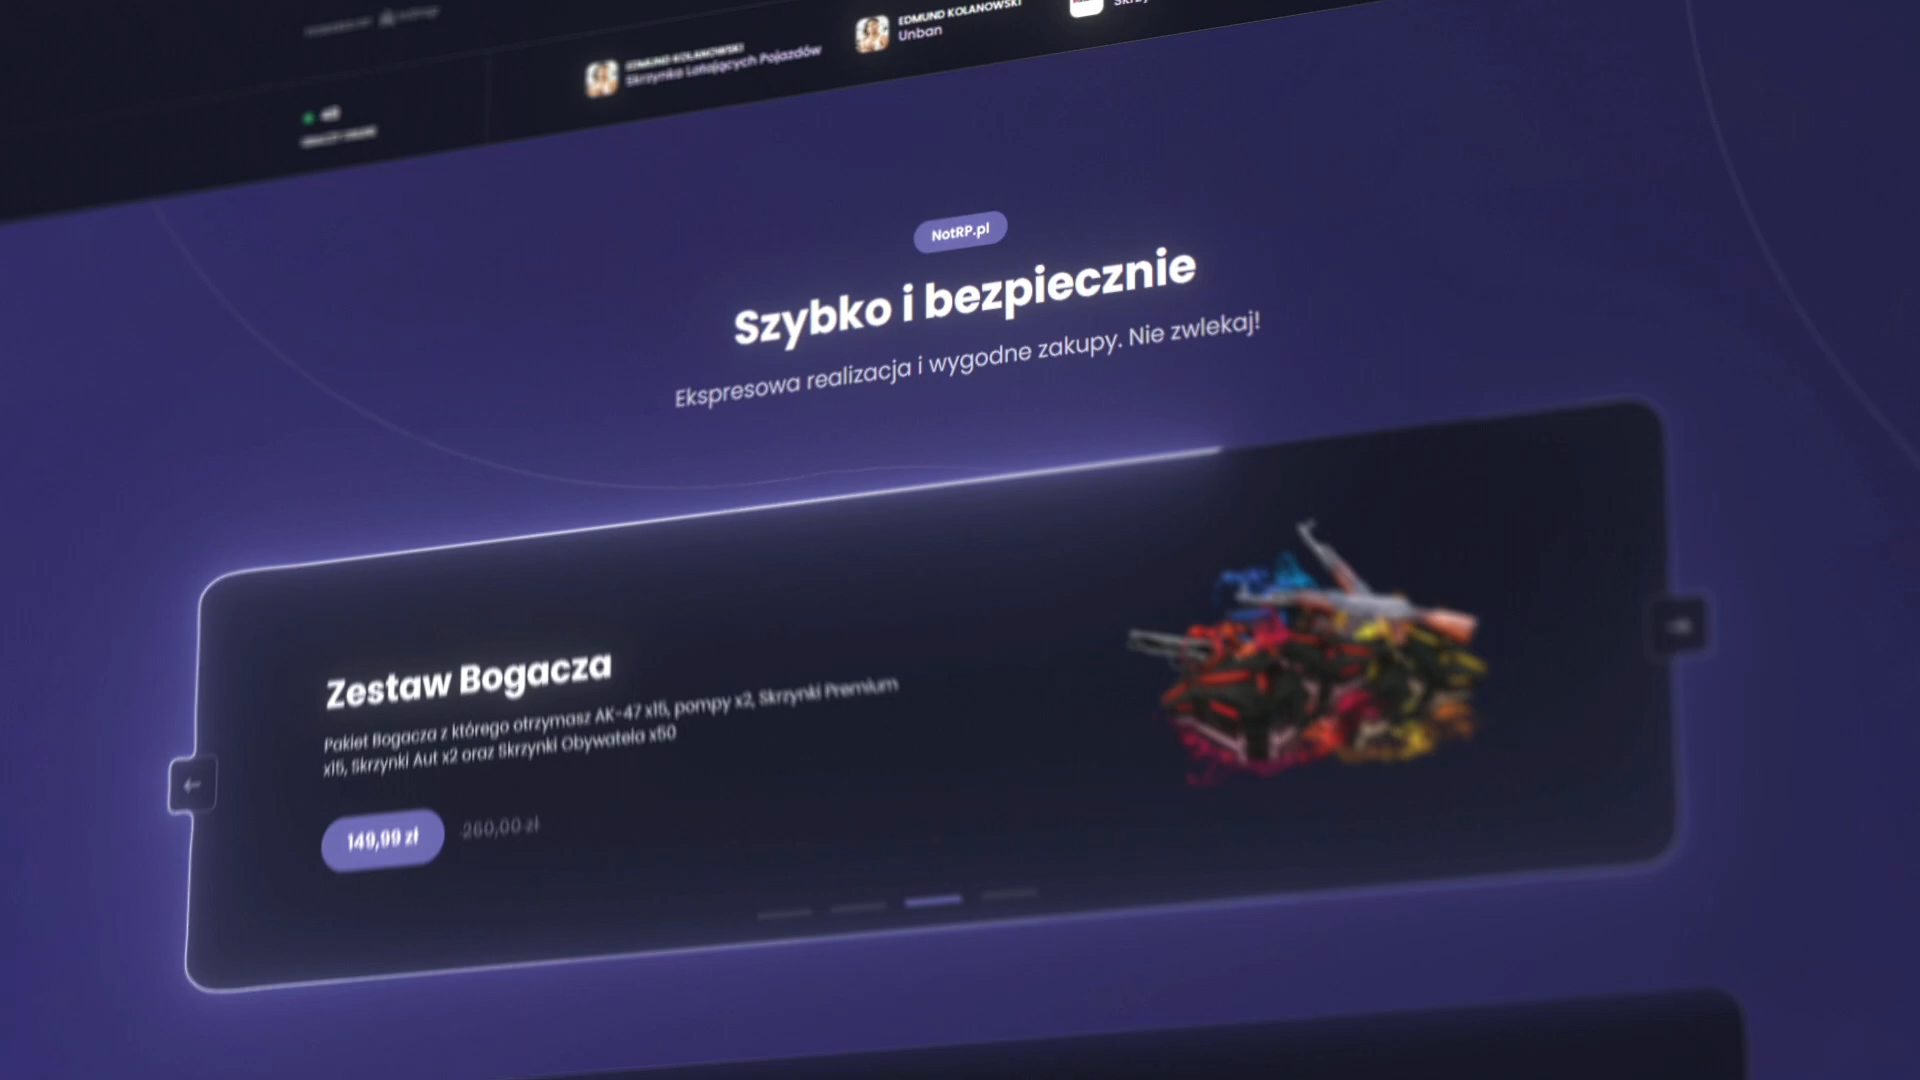 EDMUND KOLANOWSKI
Skrzynka Latających Pojazdów
EDMUND KOLANOWSKI
Unban
NotRP.pl
Szybko i bezpiecznie
Ekspresowa realizacja i wygodne zakupy. Nie zwlekaj!
Zestaw Bogacza
Pakiet Bogacza z którego otrzymasz AK-47 x15, pompy x2, Skrzynki Premium
x15, Skrzynki Aut x2 oraz Skrzynki Obywatela x50
149,99 zł
260,00 zł